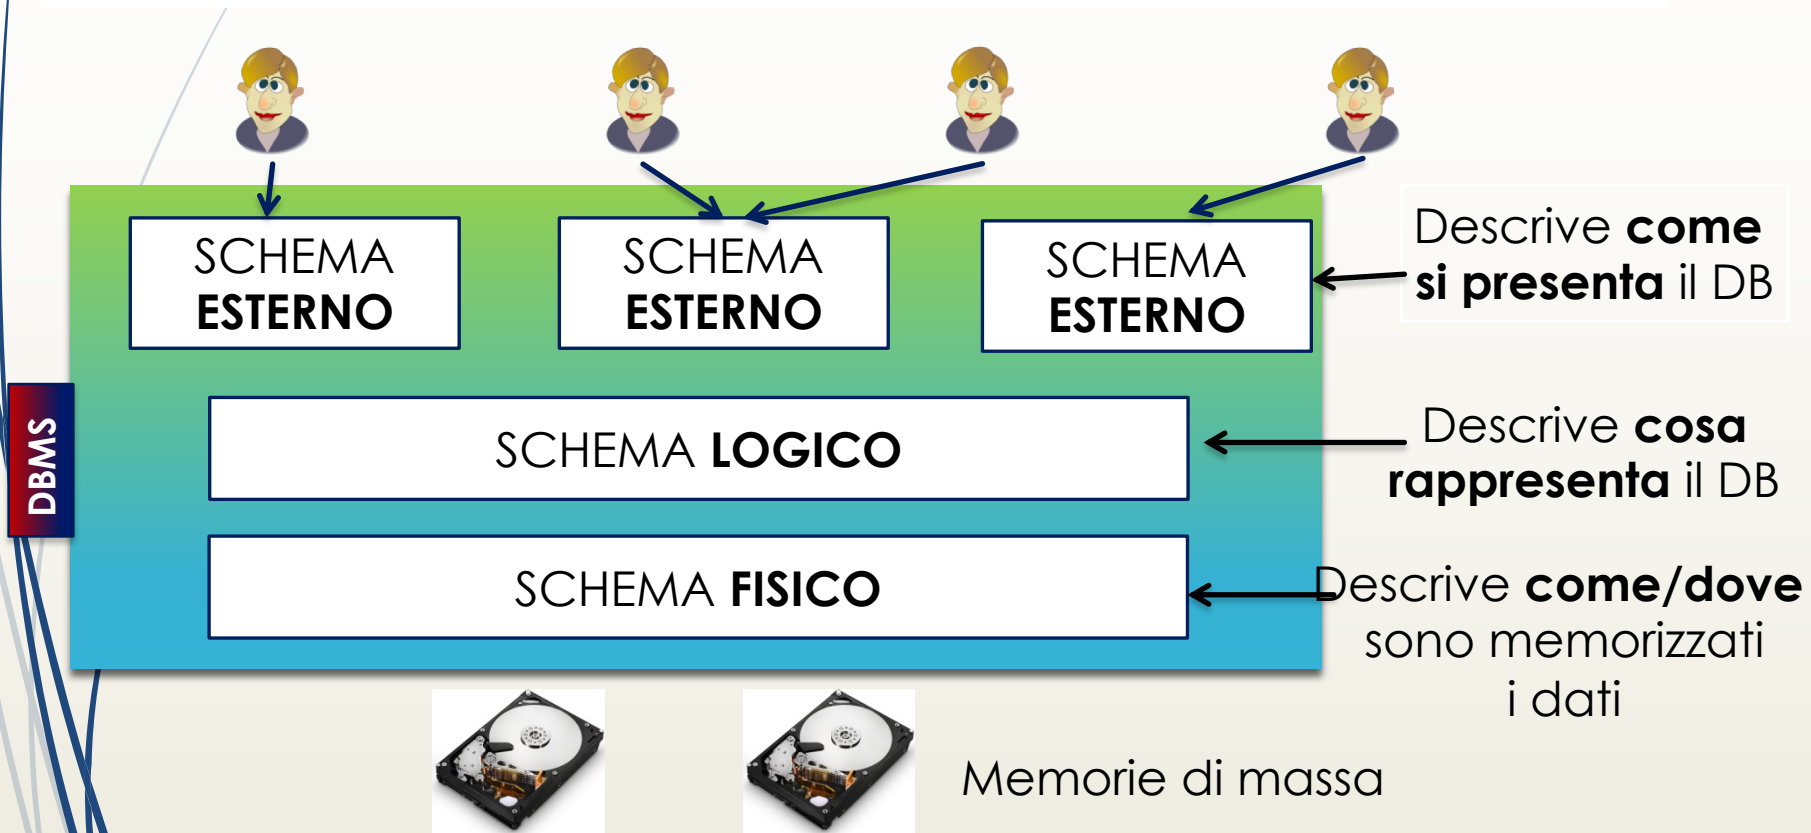 SCHEMA
ESTERNO
SCHEMA
ESTERNO
SCHEMA
ESTERNO
Descrive come
si presenta il DB
DBMS
SCHEMA LOGICO
Descrive cosa
rappresenta il DB
SCHEMA FISICO
Descrive come/dove
sono memorizzati
i dati
Memorie di massa